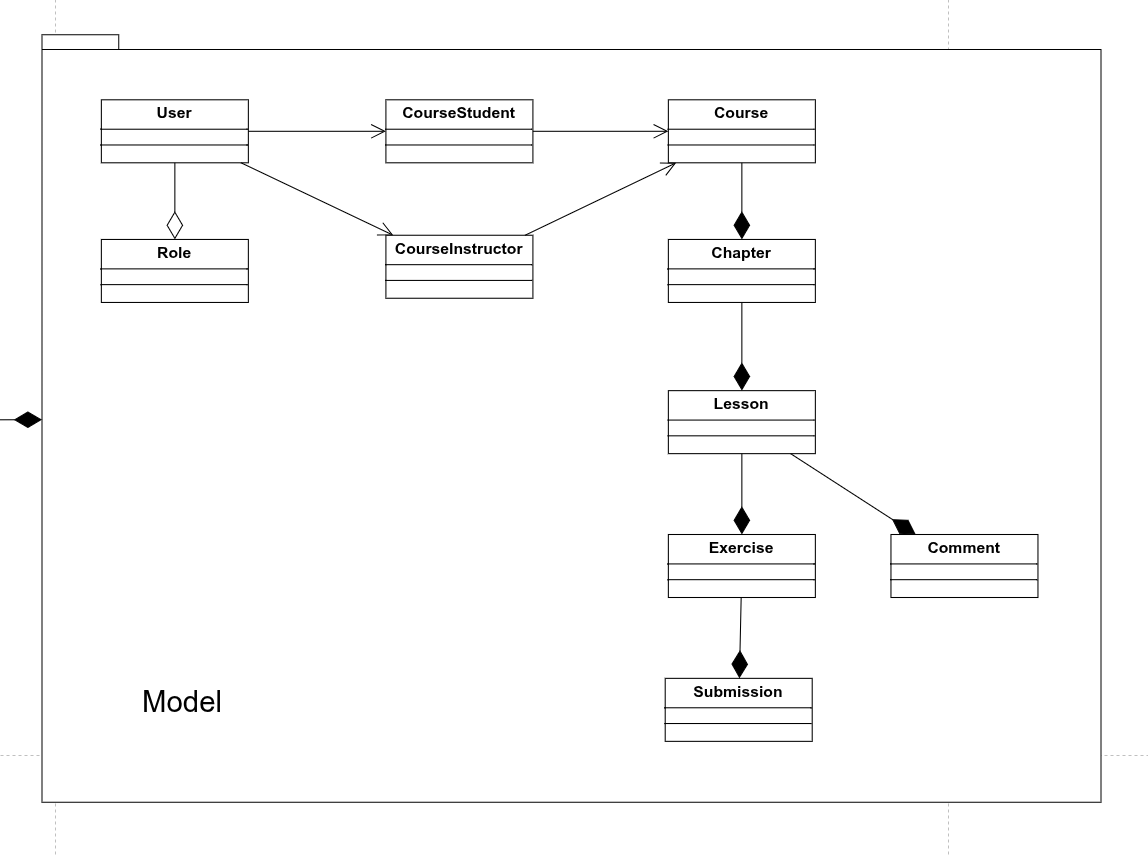 User
CourseStudent
Course
Role
CourseInstructor
Chapter
Lesson
Exercise
Comment
Submission
Model